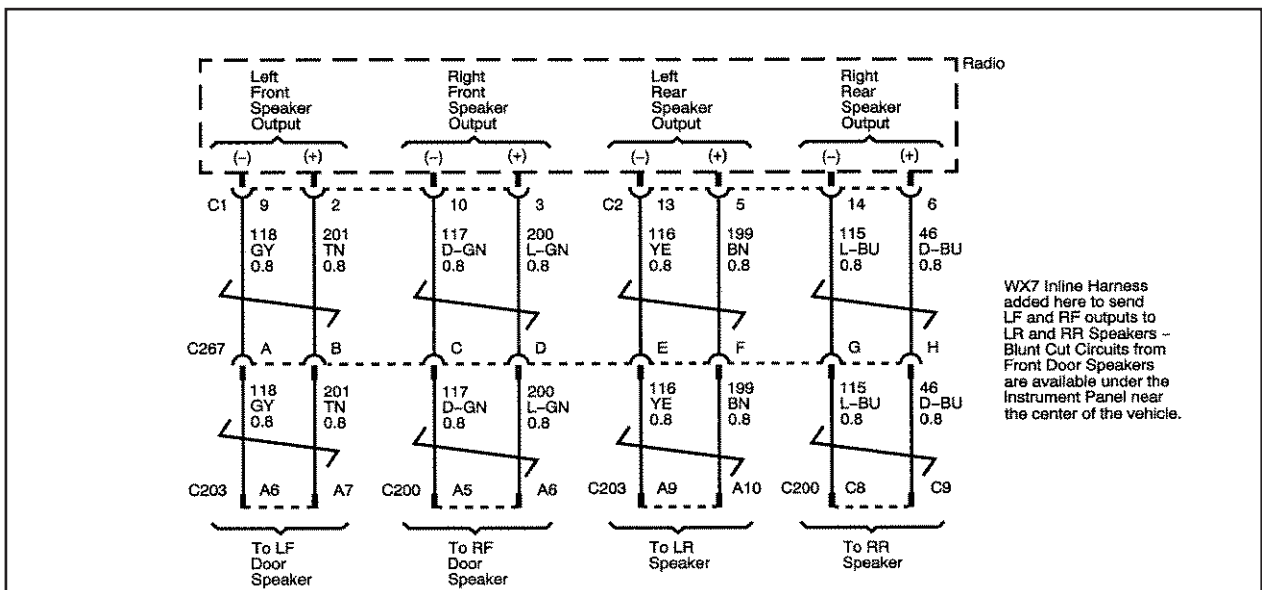 Radio
Left
Front
Speaker
Output
Right
Front
Speaker
Output
Left
Rear
Speaker
Output
Right
Rear
Speaker
Output
(–) (+) (–) (+) (–) (+) (–) (+)
C1 9 2 10 3 C2 13 5 14 6
118 201 117 200 116 199 115 46
GY TN D–GN L–GN YE BN L–BU D–BU
0.8 0.8 0.8 0.8 0.8 0.8 0.8 0.8
WX7 Inline Harness
added here to send
LF and RF outputs to
LR and RR Speakers –
Blunt Cut Circuits from
Front Door Speakers
are available under the
Instrument Panel near
the center of the vehicle.
C267 A B C D E F G H
118 201 117 200 116 199 115 46
GY TN D–GN L–GN YE BN L–BU D–BU
0.8 0.8 0.8 0.8 0.8 0.8 0.8 0.8
C203 A6 A7 C200 A5 A6 C203 A9 A10 C200 C8 C9
To LF
Door
Speaker
To RF
Door
Speaker
To LR
Speaker
To RR
Speaker